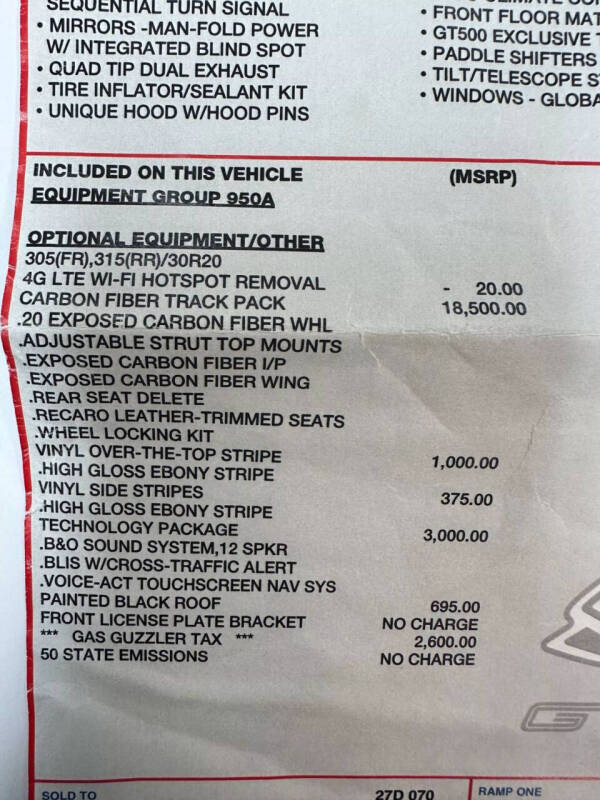 SEQUENTIAL TURN SIGNAL
• MIRRORS -MAN-FOLD POWER
W/ INTEGRATED BLIND SPOT
• QUAD TIP DUAL EXHAUST
• TIRE INFLATOR/SEALANT KIT
• UNIQUE HOOD W/HOOD PINS
• FRONT FLOOR MAT
• GT500 EXCLUSIVE
• PADDLE SHIFTERS
• TILT/TELESCOPE
• WINDOWS - GLOBA
INCLUDED ON THIS VEHICLE (MSRP)
EQUIPMENT GROUP 950A
OPTIONAL EQUIPMENT/OTHER
305(FR),315(RR)/30R20
4G LTE WI-FI HOTSPOT REMOVAL - 20.00
CARBON FIBER TRACK PACK 18,500.00
.20 EXPOSED CARBON FIBER WHL
.ADJUSTABLE STRUT TOP MOUNTS
.EXPOSED CARBON FIBER I/P
.EXPOSED CARBON FIBER WING
.REAR SEAT DELETE
.RECARO LEATHER-TRIMMED SEATS
.WHEEL LOCKING KIT
VINYL OVER-THE-TOP STRIPE 1,000.00
.HIGH GLOSS EBONY STRIPE
VINYL SIDE STRIPES 375.00
.HIGH GLOSS EBONY STRIPE
TECHNOLOGY PACKAGE 3,000.00
.B&O SOUND SYSTEM,12 SPKR
.BLIS W/CROSS-TRAFFIC ALERT
.VOICE-ACT TOUCHSCREEN NAV SYS
PAINTED BLACK ROOF 695.00
FRONT LICENSE PLATE BRACKET NO CHARGE
*** GAS GUZZLER TAX *** 2,600.00
50 STATE EMISSIONS NO CHARGE
SOLD TO 27D 070 RAMP ONE